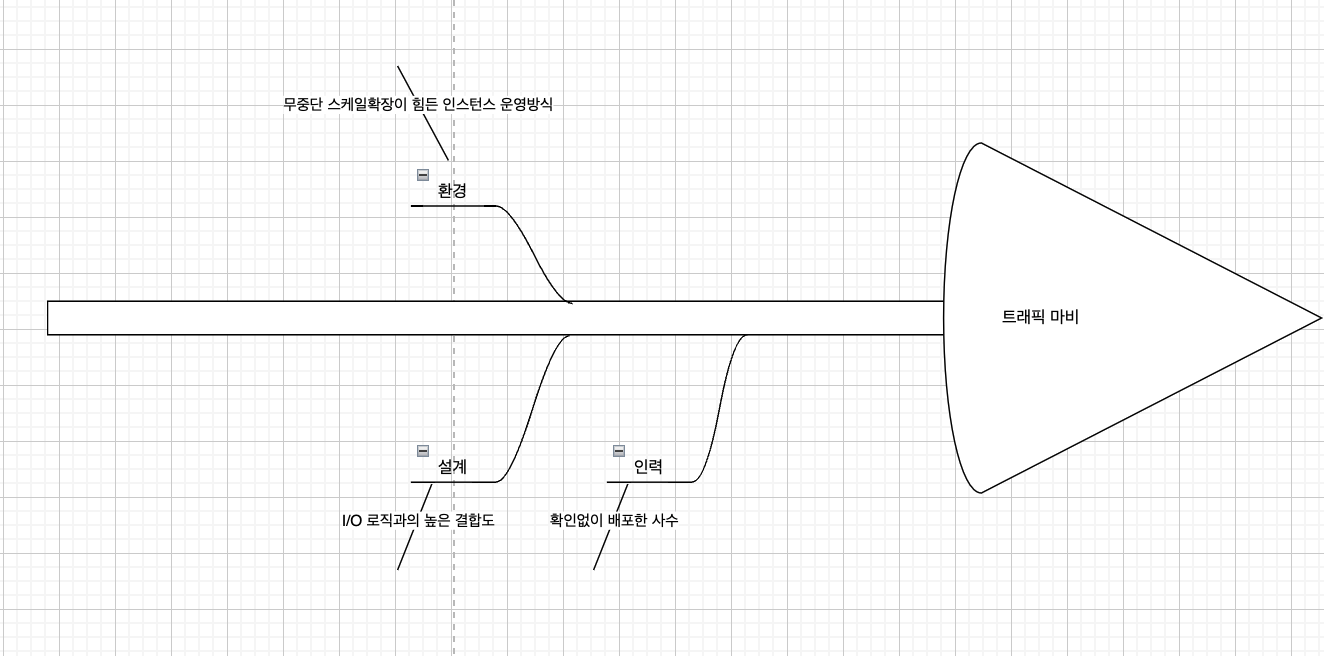 무중단 스케일확장이 힘든 인스턴스 운영방식
환경
트래픽 마비
설계
인력
I/O 로직과의 높은 결합도
확인없이 배포한 사수